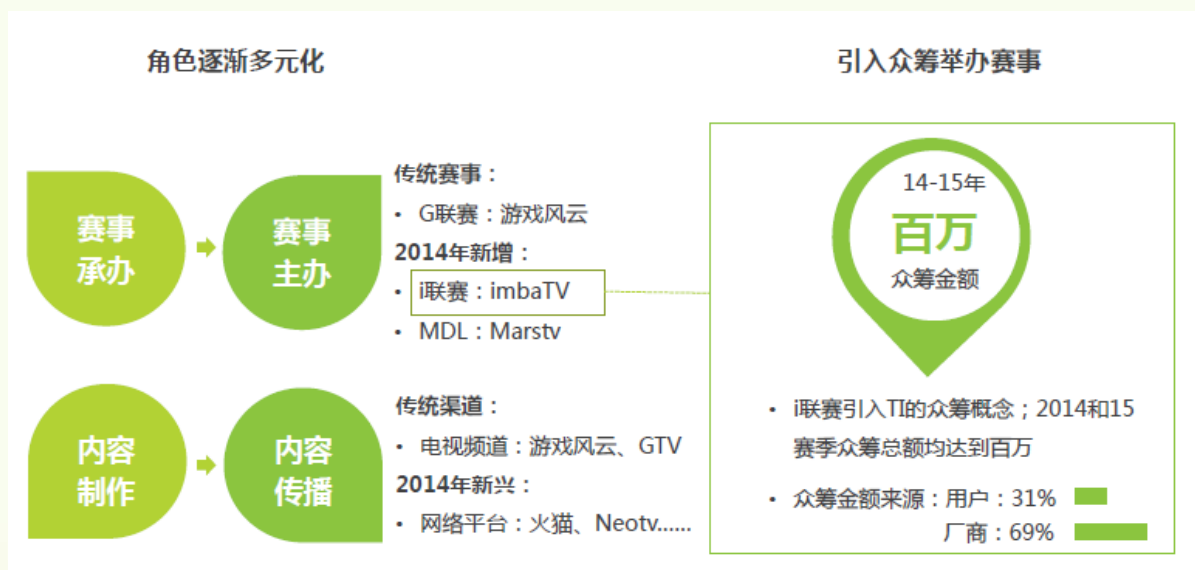 角色逐渐多元化
引入众筹举办赛事
赛事
承办
赛事
主办
传统赛事：
• G联赛：游戏风云
2014年新增：
• i联赛：imbaTV
• MDL：Marstv
内容
制作
内容
传播
传统渠道：
• 电视频道：游戏风云、GTV
2014年新兴：
• 网络平台：火猫、Neotv......
14-15年
百万
众筹金额
• i联赛引入TI的众筹概念；2014和15
赛季众筹总额均达到百万
• 众筹金额来源：用户：31%
厂商：69%